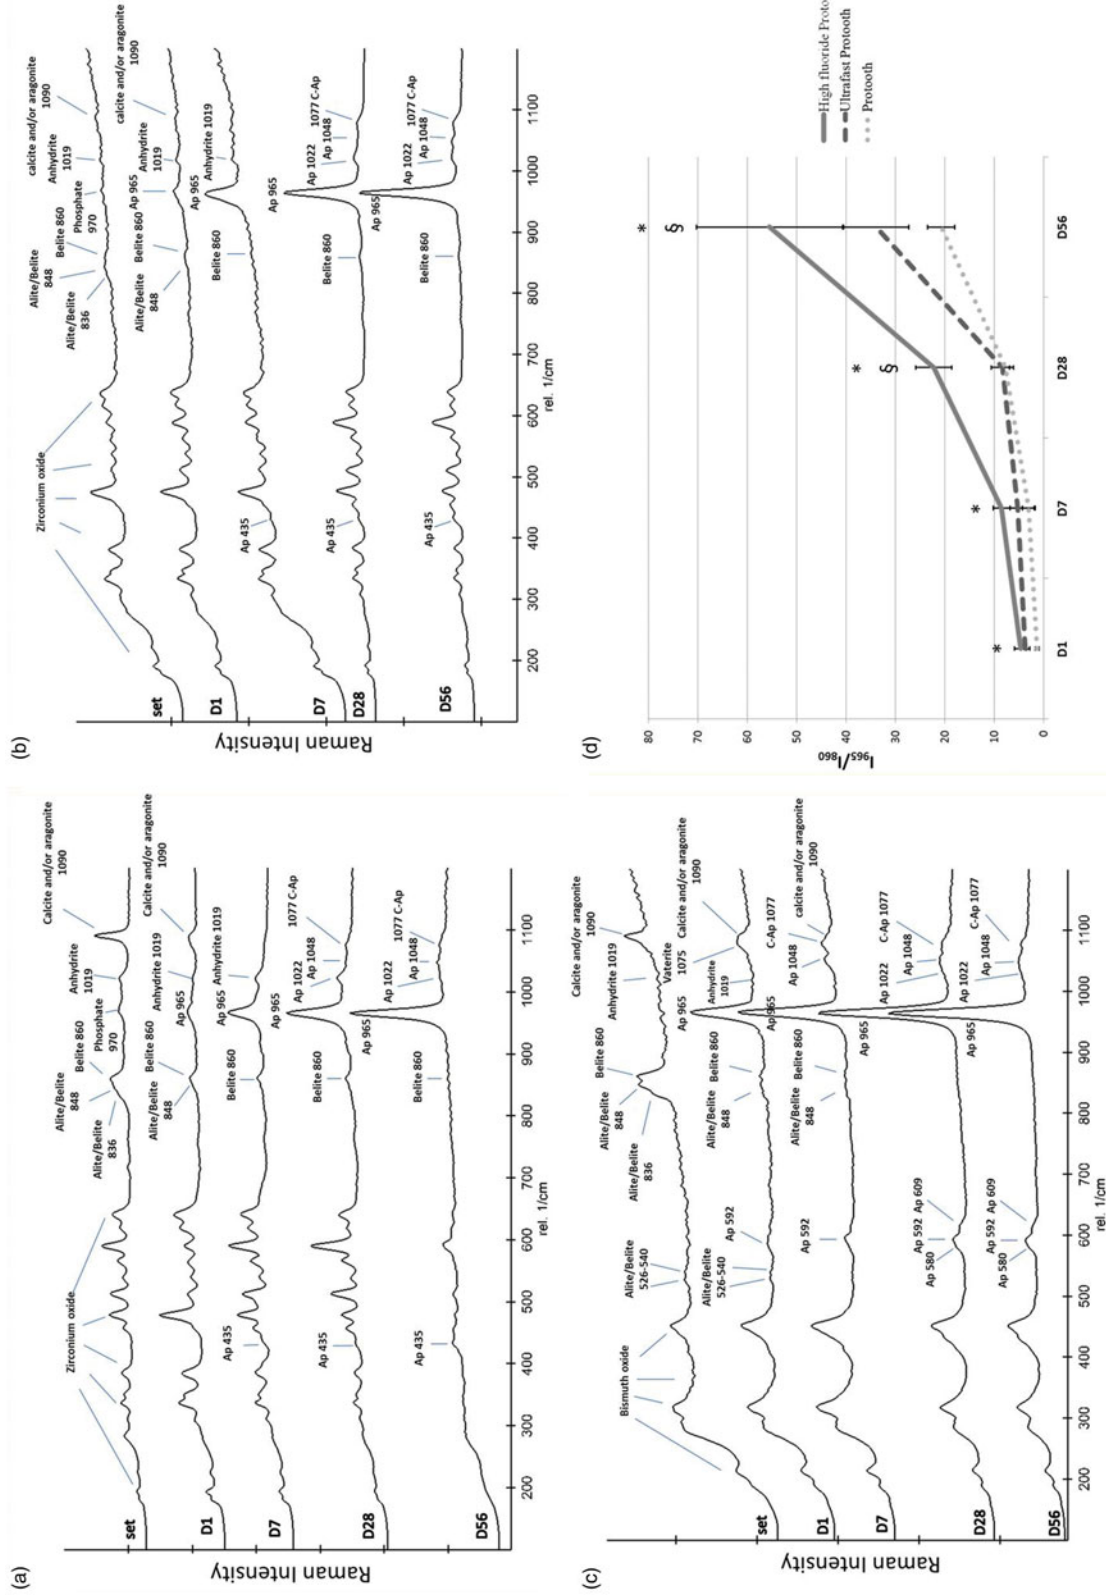 (a)
Raman Intensity
Zirconium oxide
Alite/Belite
848
Alite/Belite
836
Belite 860
Phosphate
970
Anhydrite
1019
Calcite and/or aragonite
1090
set
Alite/Belite
848
Belite 860
Ap 965
Anhydrite 1019
Calcite and/or aragonite
1090
D1
Ap 435
Belite 860
Ap 965
Anhydrite 1019
D7
Ap 435
Belite 860
Ap 965
Ap 1022
Ap 1048
1077 C-Ap
D28
Ap 435
Belite 860
Ap 965
Ap 1022
Ap 1048
1077 C-Ap
D56
200 300 400 500 600 700 800 900 1000 1100
rel. 1/cm
(b)
Raman Intensity
Zirconium oxide
Alite/Belite
848
Alite/Belite
836
Belite 860
Phosphate
970
Anhydrite
1019
calcite and/or aragonite
1090
set
Alite/Belite
848
Belite 860
Ap 965
Anhydrite
1019
calcite and/or aragonite
1090
D1
Ap 435
Belite 860
Ap 965
Anhydrite 1019
D7
Ap 435
Belite 860
Ap 965
Ap 1022
Ap 1048
1077 C-Ap
D28
Ap 435
Belite 860
Ap 965
Ap 1022
Ap 1048
1077 C-Ap
D56
200 300 400 500 600 700 800 900 1000 1100
rel. 1/cm
(c)
Raman Intensity
Bismuth oxide
Alite/Belite
526-540
Alite/Belite
848
Alite/Belite
836
Belite 860
Anhydrite 1019
Calcite and/or aragonite
1090
set
Alite/Belite
526-540
Ap 592
Alite/Belite
848
Belite 860
Ap 965
Anhydrite
1019
Vaterite
1075
Calcite and/or aragonite
1090
D1
Ap 592
Alite/Belite
848
Belite 860
Ap 965
Ap 1048
C-Ap 1077
calcite and/or aragonite
1090
D7
Ap 580
Ap 592
Ap 609
Ap 965
Ap 1022
Ap 1048
C-Ap 1077
D28
Ap 580
Ap 592
Ap 609
Ap 965
Ap 1022
Ap 1048
C-Ap 1077
D56
200 300 400 500 600 700 800 900 1000 1100
rel. 1/cm
(d)
I965/I860
80
70
60
50
40
30
20
10
0
*
*
*
§
*
§
D1 D7 D28 D56
High fluoride Proto
Ultrafast Protooth
Protooth